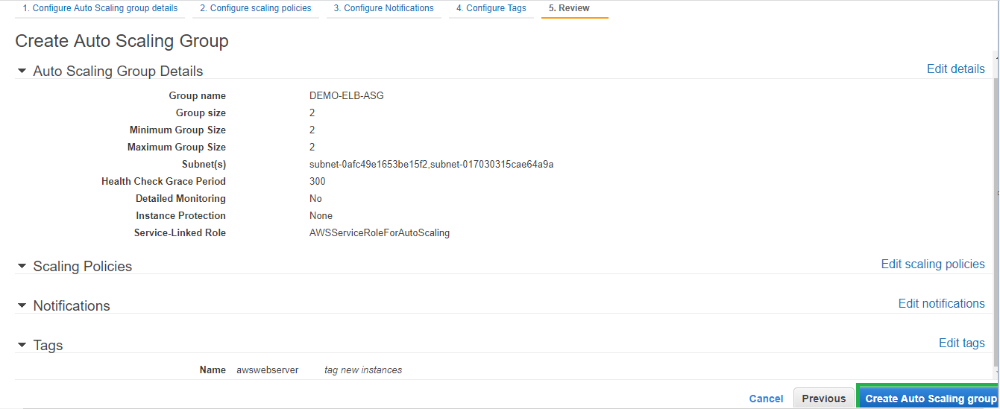 1. Configure Auto Scaling group details 2. Configure scaling policies 3. Configure Notifications 4. Configure Tags 5. Review
Create Auto Scaling Group
Auto Scaling Group Details Edit details
Group name DEMO-ELB-ASG
Group size 2
Minimum Group Size 2
Maximum Group Size 2
Subnet(s) subnet-0afc49e1653be15f2,subnet-017030315cae64a9a
Health Check Grace Period 300
Detailed Monitoring No
Instance Protection None
Service-Linked Role AWSServiceRoleForAutoScaling
Scaling Policies Edit scaling policies
Notifications Edit notifications
Tags Edit tags
Name awswebserver tag new instances
Cancel Previous Create Auto Scaling group